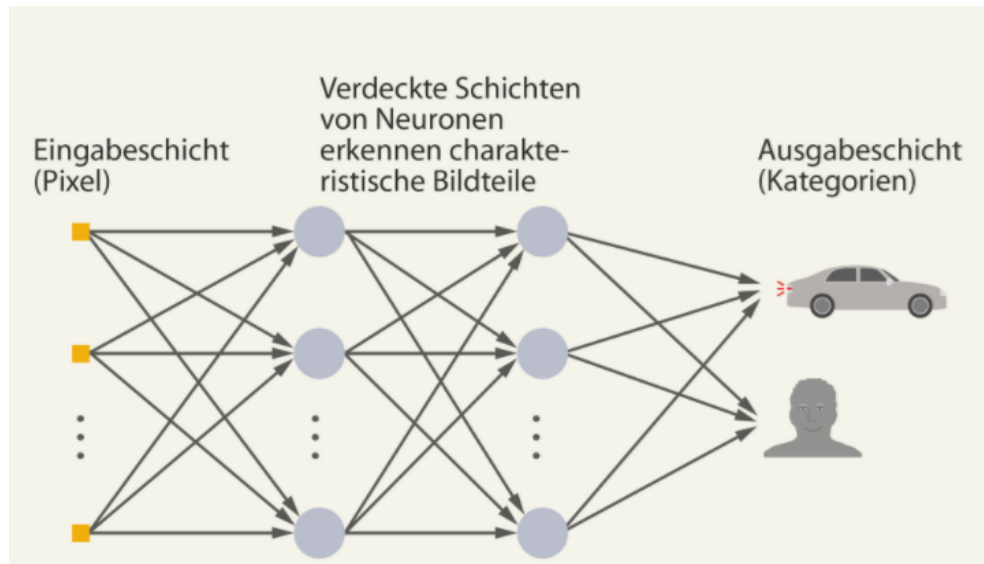 Eingabeschicht
(Pixel)
Verdeckte Schichten
von Neuronen
erkennen charakte-
ristische Bildteile
Ausgabeschicht
(Kategorien)